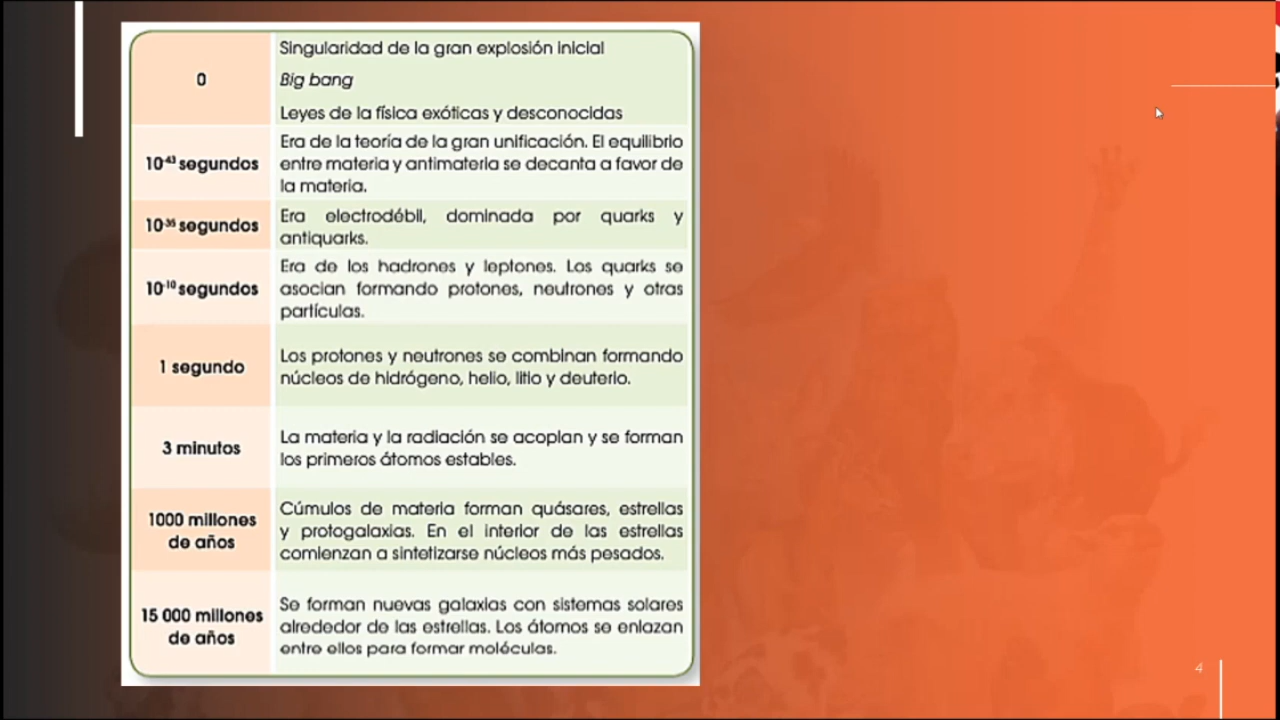 0
Singularidad de la gran explosión inicial
Big bang
Leyes de la física exóticas y desconocidas
10⁻⁴³ segundos
Era de la teoría de la gran unificación. El equilibrio
entre materia y antimateria se decanta a favor de
la materia.
10⁻³⁵ segundos
Era electrodébil, dominada por quarks y
antiquarks.
10⁻¹⁰ segundos
Era de los hadrones y leptones. Los quarks se
asocian formando protones, neutrones y otras
partículas.
1 segundo
Los protones y neutrones se combinan formando
núcleos de hidrógeno, helio, litio y deuterio.
3 minutos
La materia y la radiación se acoplan y se forman
los primeros átomos estables.
1000 millones
de años
Cúmulos de materia forman quásares, estrellas
y protogalaxias. En el interior de las estrellas
comienzan a sintetizarse núcleos más pesados.
15 000 millones
de años
Se forman nuevas galaxias con sistemas solares
alrededor de las estrellas. Los átomos se enlazan
entre ellos para formar moléculas.
4